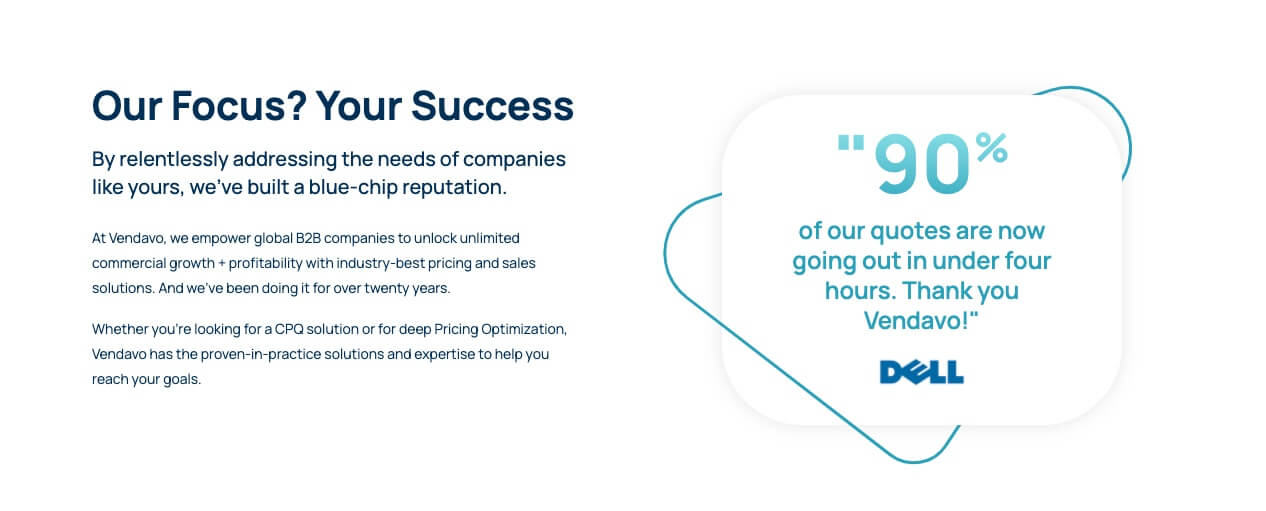 Our Focus? Your Success
By relentlessly addressing the needs of companies
like yours, we've built a blue-chip reputation.
At Vendavo, we empower global B2B companies to unlock unlimited
commercial growth + profitability with industry-best pricing and sales
solutions. And we've been doing it for over twenty years.
Whether you're looking for a CPQ solution or for deep Pricing Optimization,
Vendavo has the proven-in-practice solutions and expertise to help you
reach your goals.
"90%
of our quotes are now
going out in under four
hours. Thank you
Vendavo!"
DELL